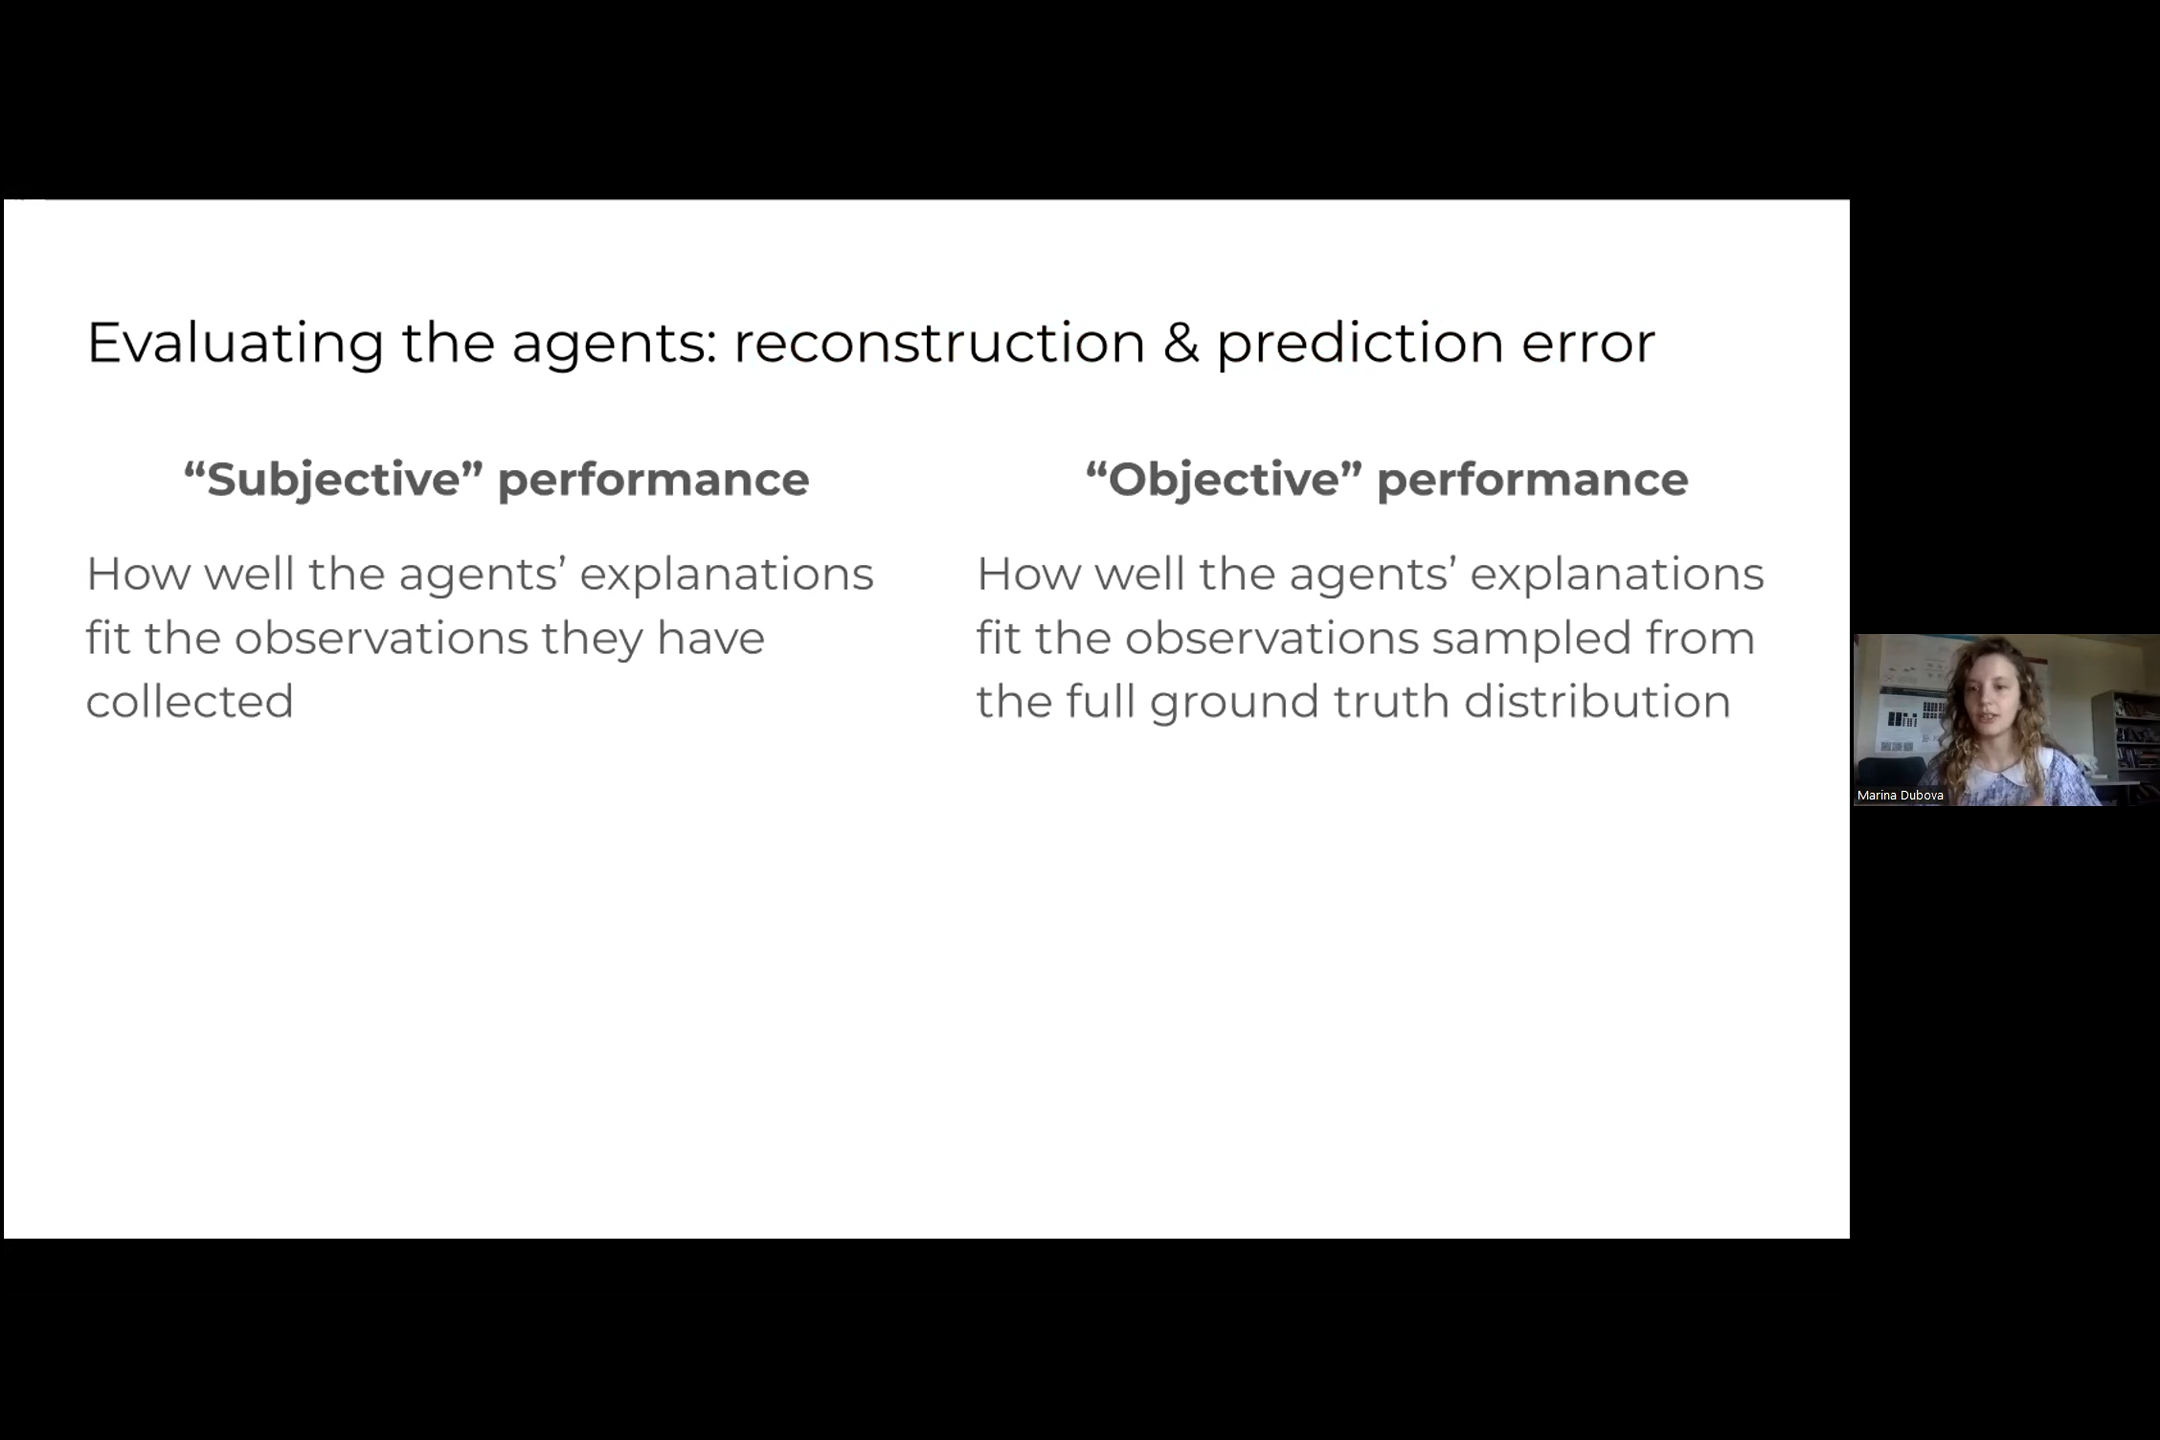 Evaluating the agents: reconstruction & prediction error
“Subjective” performance
How well the agents’ explanations
fit the observations they have
collected
“Objective” performance
How well the agents’ explanations
fit the observations sampled from
the full ground truth distribution
Marina Dubova